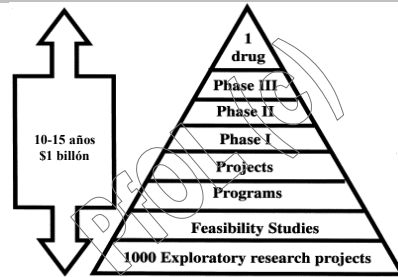 10-15 años
$1 billón
1
drug
Phase III
Phase II
Phase I
Projects
Programs
Feasibility Studies
1000 Exploratory research projects